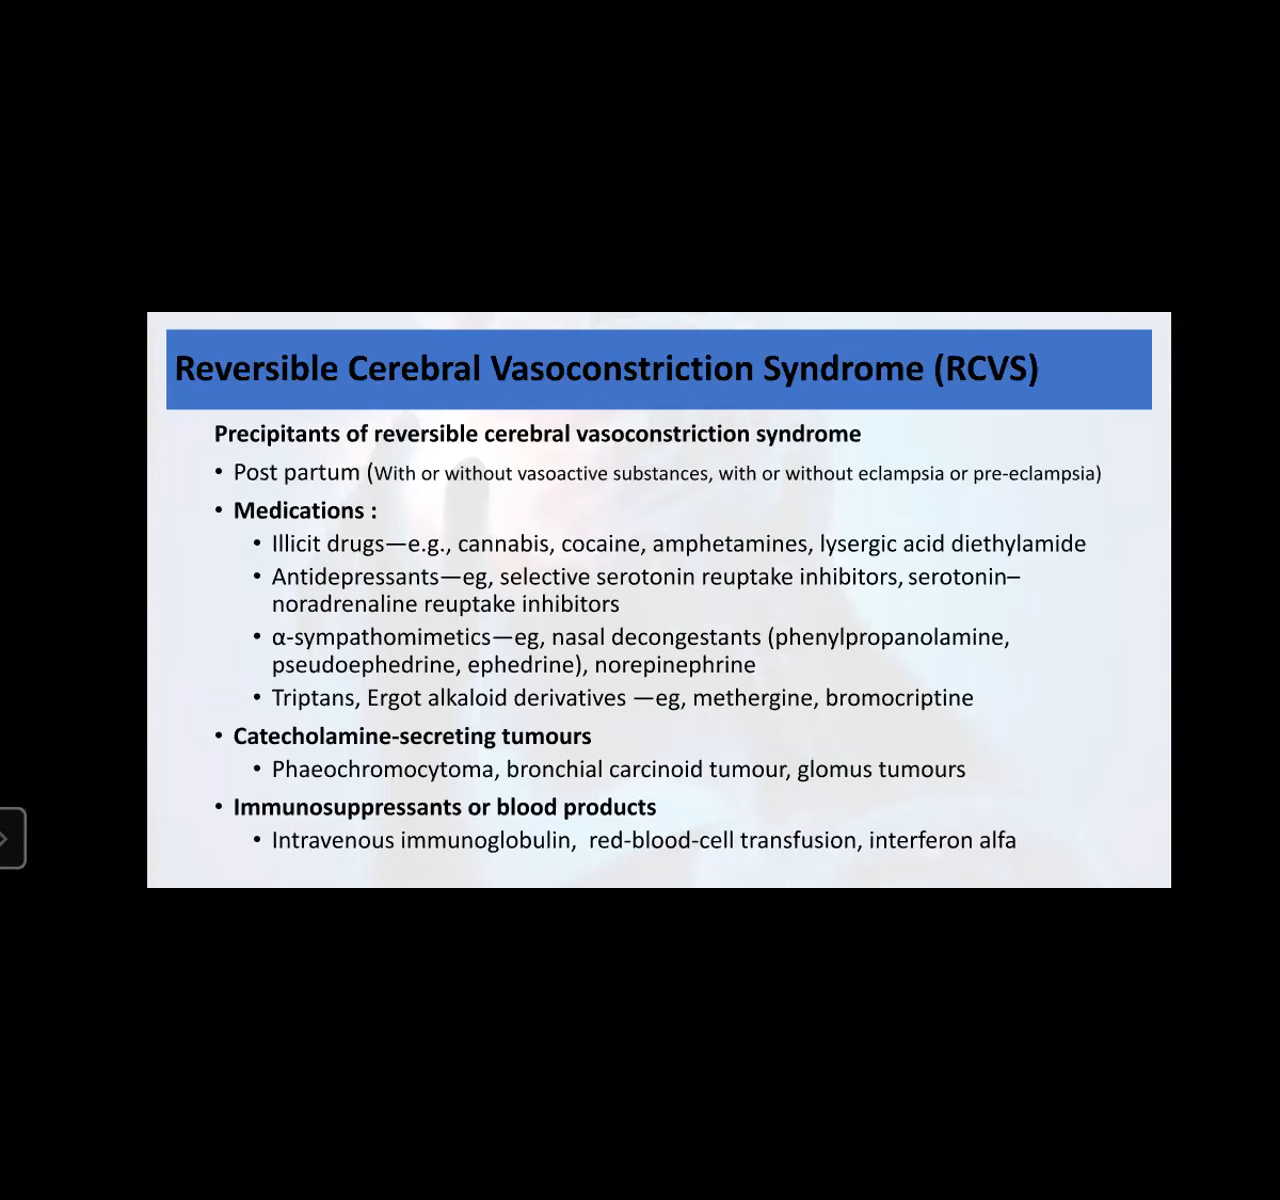 Reversible Cerebral Vasoconstriction Syndrome (RCVS)
Precipitants of reversible cerebral vasoconstriction syndrome
• Post partum (With or without vasoactive substances, with or without eclampsia or pre-eclampsia)
• Medications :
• Illicit drugs—e.g., cannabis, cocaine, amphetamines, lysergic acid diethylamide
• Antidepressants—eg, selective serotonin reuptake inhibitors, serotonin–
noradrenaline reuptake inhibitors
• α-sympathomimetics—eg, nasal decongestants (phenylpropanolamine,
pseudoephedrine, ephedrine), norepinephrine
• Triptans, Ergot alkaloid derivatives —eg, methergine, bromocriptine
• Catecholamine-secreting tumours
• Phaeochromocytoma, bronchial carcinoid tumour, glomus tumours
• Immunosuppressants or blood products
• Intravenous immunoglobulin,  red-blood-cell transfusion, interferon alfa